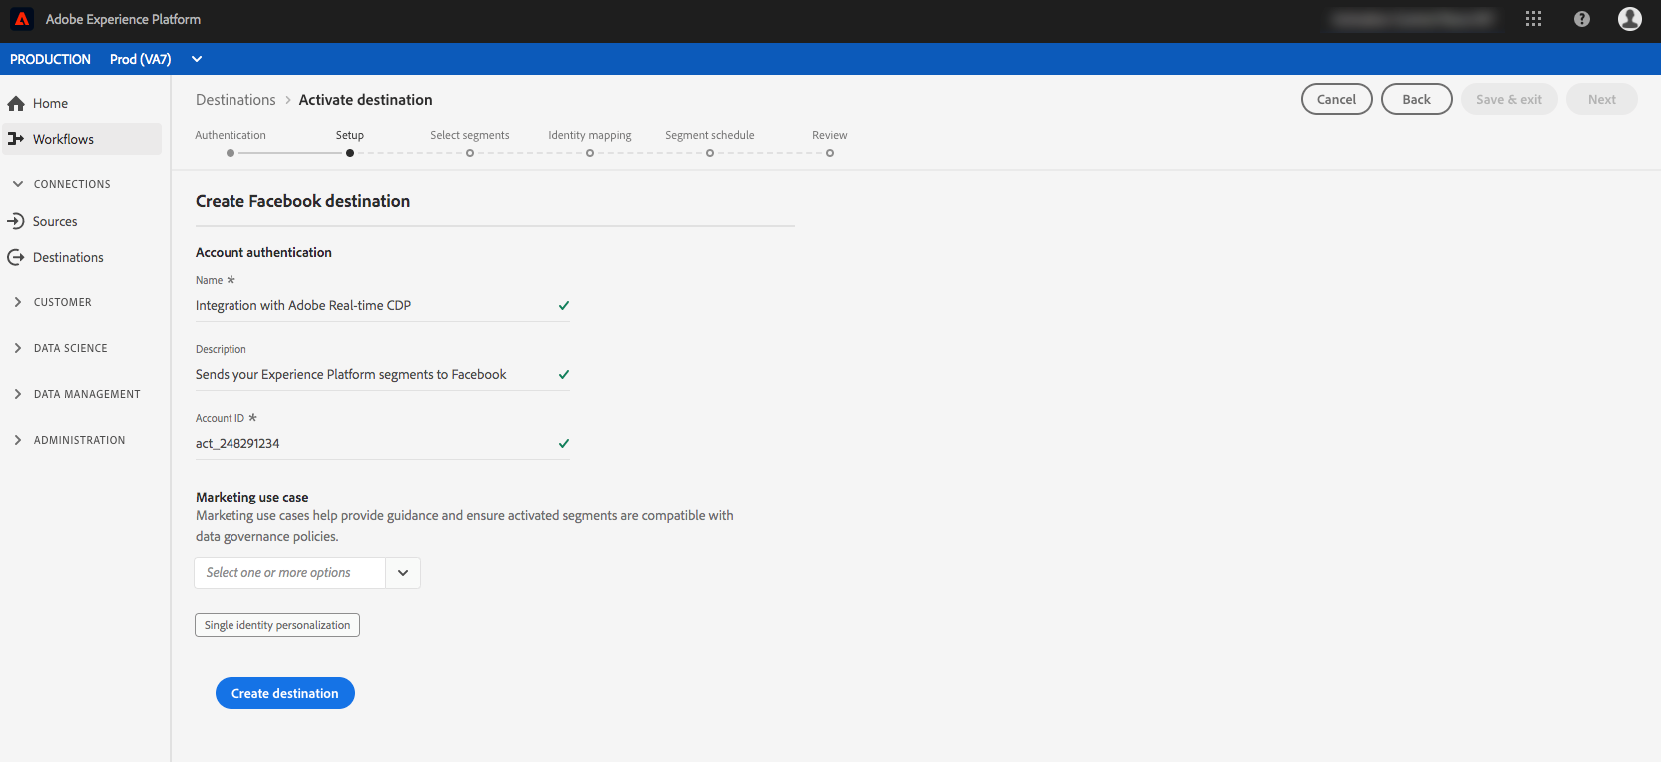 Adobe Experience Platform
PRODUCTION Prod (VA7)
Home
Workflows
CONNECTIONS
Sources
Destinations
CUSTOMER
DATA SCIENCE
DATA MANAGEMENT
ADMINISTRATION
Destinations > Activate destination
Cancel
Back
Save & exit
Next
Authentication
Setup
Select segments
Identity mapping
Segment schedule
Review
Create Facebook destination
Account authentication
Name *
Integration with Adobe Real-time CDP
Description
Sends your Experience Platform segments to Facebook
Account ID *
act_248291234
Marketing use case
Marketing use cases help provide guidance and ensure activated segments are compatible with
data governance policies.
Select one or more options
Single identity personalization
Create destination